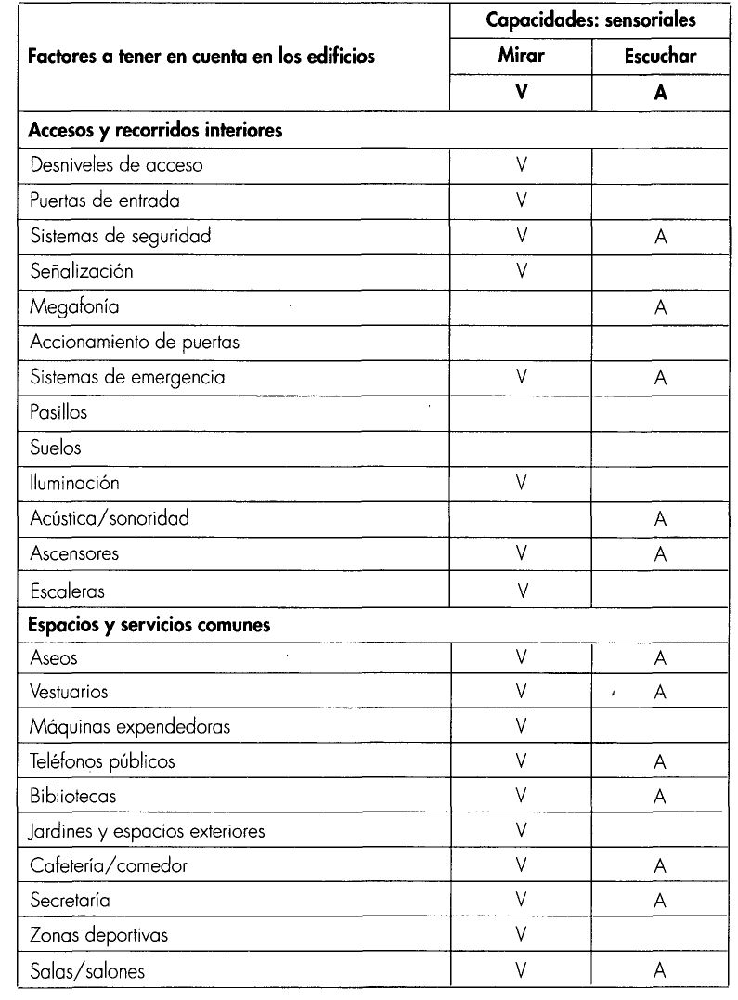 Factores a tener en cuenta en los edificios
Capacidades: sensoriales
Mirar Escuchar
V A
Accesos y recorridos interiores
Desniveles de acceso V
Puertas de entrada V
Sistemas de seguridad V A
Señalización V
Megafonía A
Accionamiento de puertas
Sistemas de emergencia V A
Pasillos
Suelos
Iluminación V
Acústica/sonoridad A
Ascensores V A
Escaleras V
Espacios y servicios comunes
Aseos V A
Vestuarios V A
Máquinas expendedoras V
Teléfonos públicos V A
Bibliotecas V A
Jardines y espacios exteriores V
Cafetería/comedor V A
Secretaría V A
Zonas deportivas V
Salas/salones V A